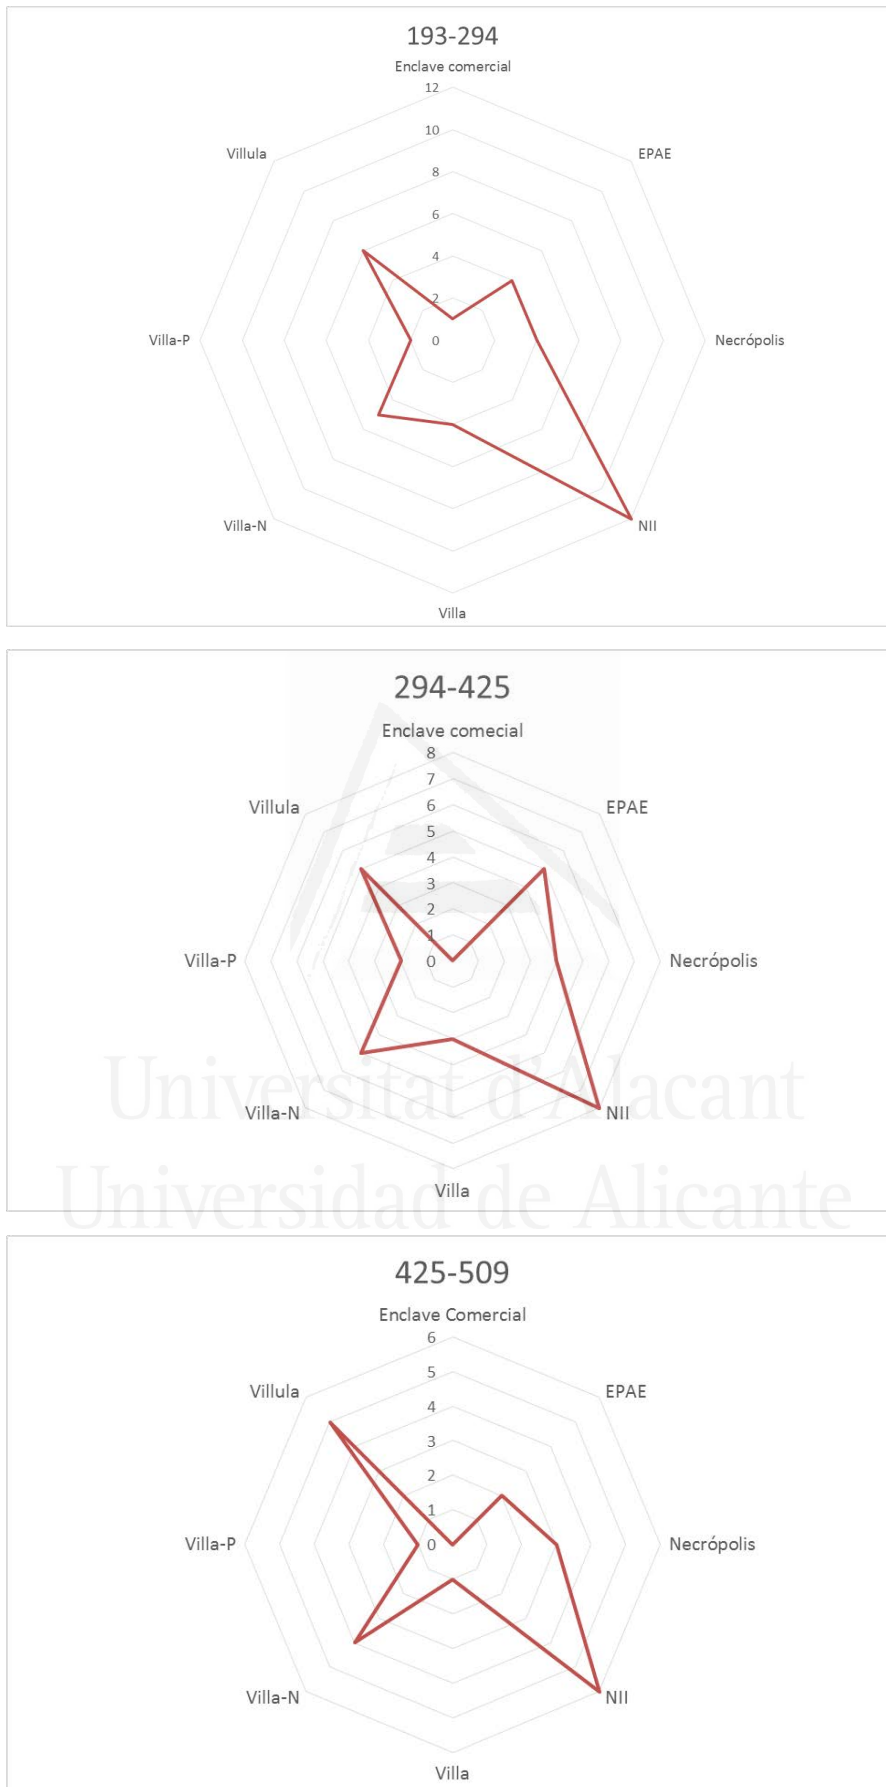 193-294
Enclave comercial
12
10
8
6
4
2
0
EPAE
Necrópolis
NII
Villa
Villa-N
Villa-P
Villula
294-425
Enclave comecial
8
7
6
5
4
3
2
1
0
EPAE
Necrópolis
NII
Villa
Villa-N
Villa-P
Villula
Universitat d'Alacant
Universidad de Alicante
425-509
Enclave Comercial
6
5
4
3
2
1
0
EPAE
Necrópolis
NII
Villa
Villa-N
Villa-P
Villula